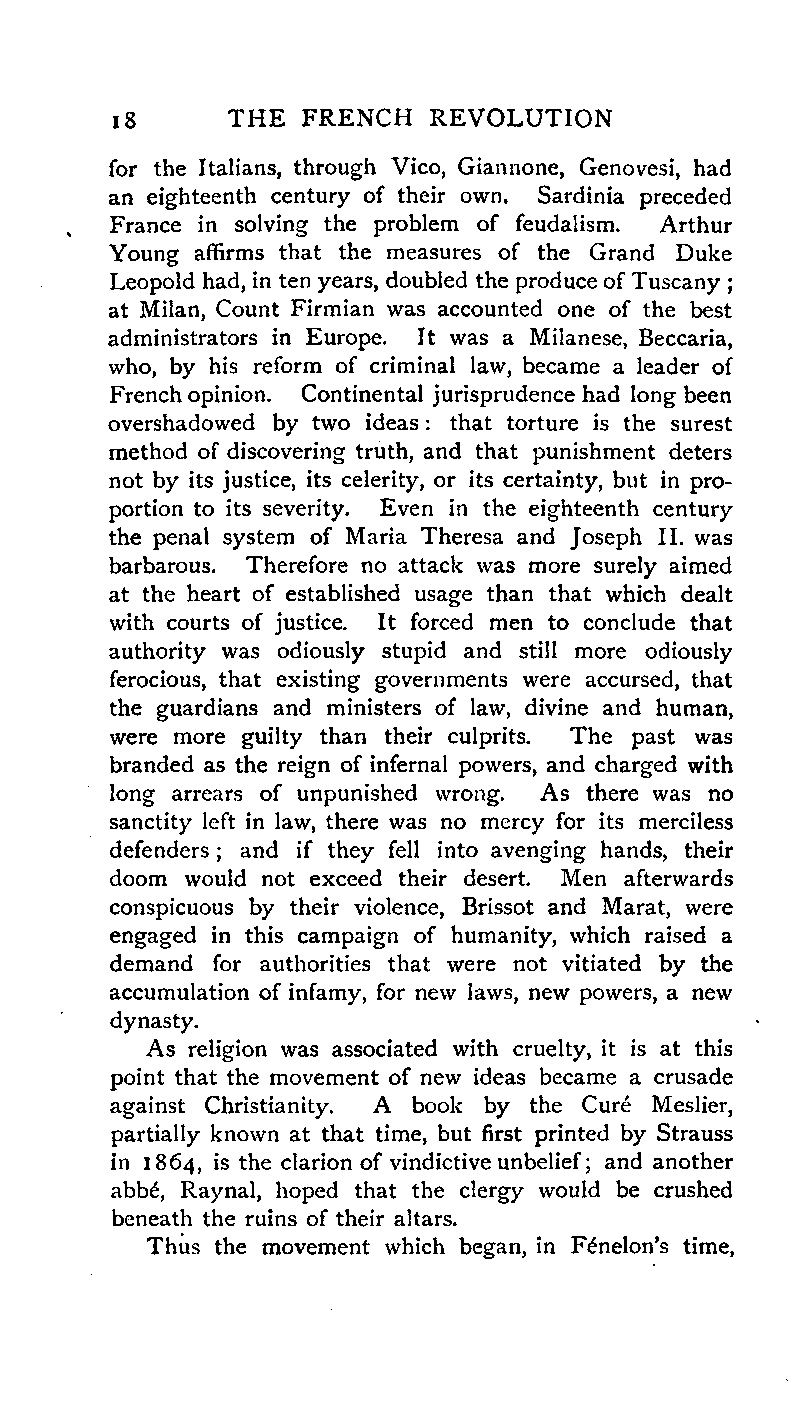 18 THE FRENCH REVOLUTION
for the Italians, through Vico, Giannone, Genovesi, had
an eighteenth century of their own. Sardinia preceded
France in solving the problem of feudalism. Arthur
Young affirms that the measures of the Grand Duke
Leopold had, in ten years, doubled the produce of Tuscany ;
at Milan, Count Firmian was accounted one of the best
administrators in Europe. It was a Milanese, Beccaria,
who, by his reform of criminal law, became a leader of
French opinion. Continental jurisprudence had long been
overshadowed by two ideas : that torture is the surest
method of discovering truth, and that punishment deters
not by its justice, its celerity, or its certainty, but in pro-
portion to its severity. Even in the eighteenth century
the penal system of Maria Theresa and Joseph II. was
barbarous. Therefore no attack was more surely aimed
at the heart of established usage than that which dealt
with courts of justice. It forced men to conclude that
authority was odiously stupid and still more odiously
ferocious, that existing governments were accursed, that
the guardians and ministers of law, divine and human,
were more guilty than their culprits. The past was
branded as the reign of infernal powers, and charged with
long arrears of unpunished wrong. As there was no
sanctity left in law, there was no mercy for its merciless
defenders ; and if they fell into avenging hands, their
doom would not exceed their desert. Men afterwards
conspicuous by their violence, Brissot and Marat, were
engaged in this campaign of humanity, which raised a
demand for authorities that were not vitiated by the
accumulation of infamy, for new laws, new powers, a new
dynasty.
As religion was associated with cruelty, it is at this
point that the movement of new ideas became a crusade
against Christianity. A book by the Curé Meslier,
partially known at that time, but first printed by Strauss
in 1864, is the clarion of vindictive unbelief ; and another
abbé, Raynal, hoped that the clergy would be crushed
beneath the ruins of their altars.
Thus the movement which began, in Fénelon's time,